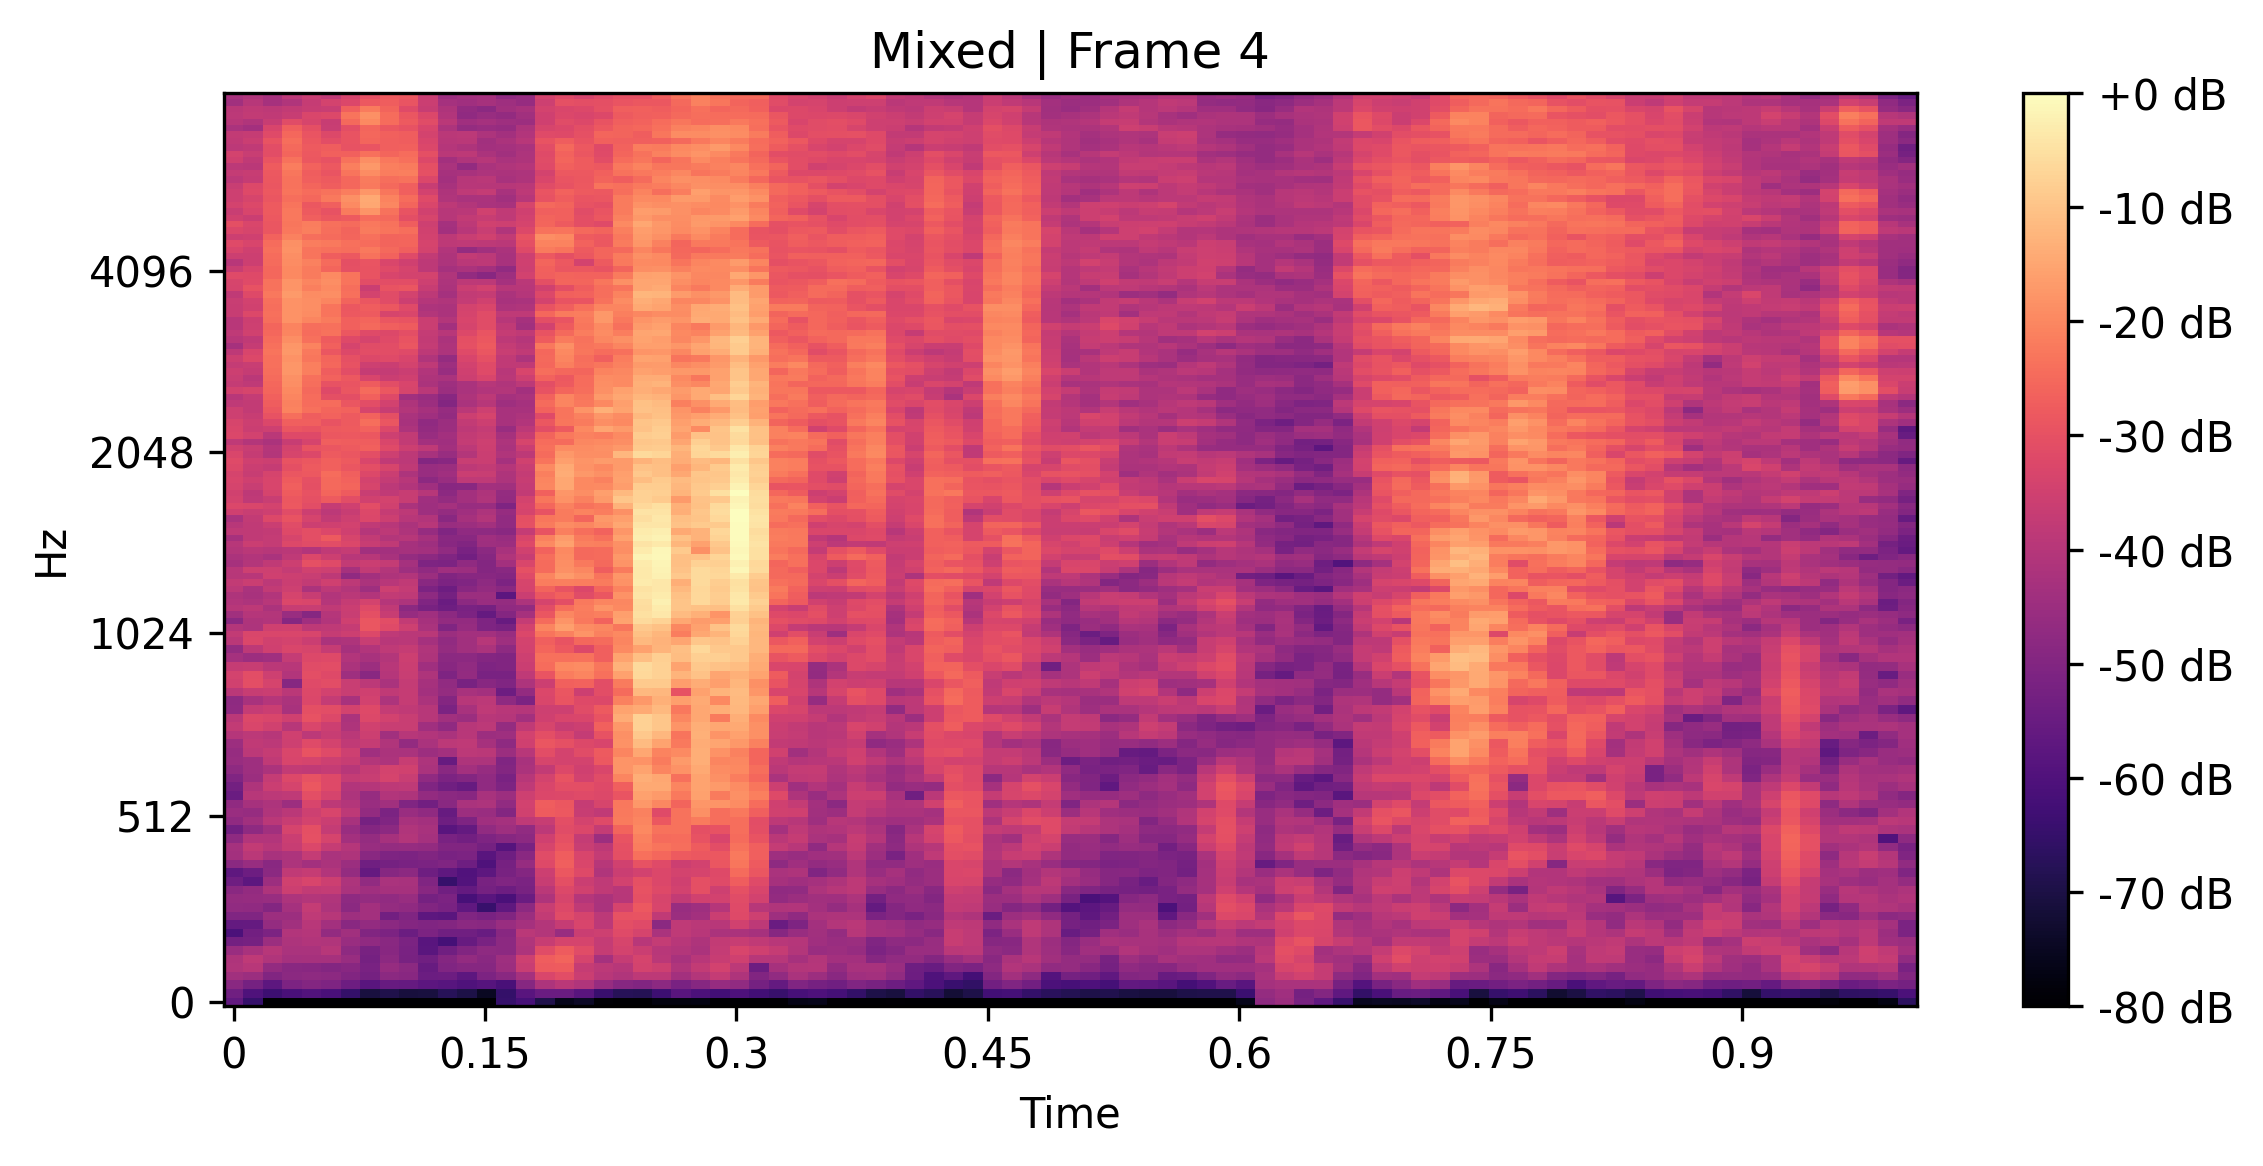 Mixed | Frame 4
Hz
4096
2048
1024
512
0
0 0.15 0.3 0.45 0.6 0.75 0.9
Time
+0 dB
-10 dB
-20 dB
-30 dB
-40 dB
-50 dB
-60 dB
-70 dB
-80 dB